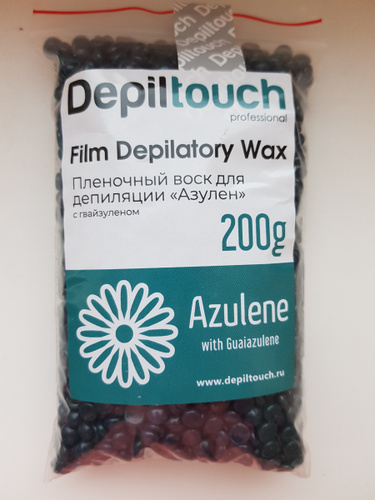 Depiltouch
professional
Film Depilatory Wax
Пленочный воск для
депиляции «Азулен»
с гвайзуленом
200g
Azulene
with Guaiazulene
www.depiltouch.ru